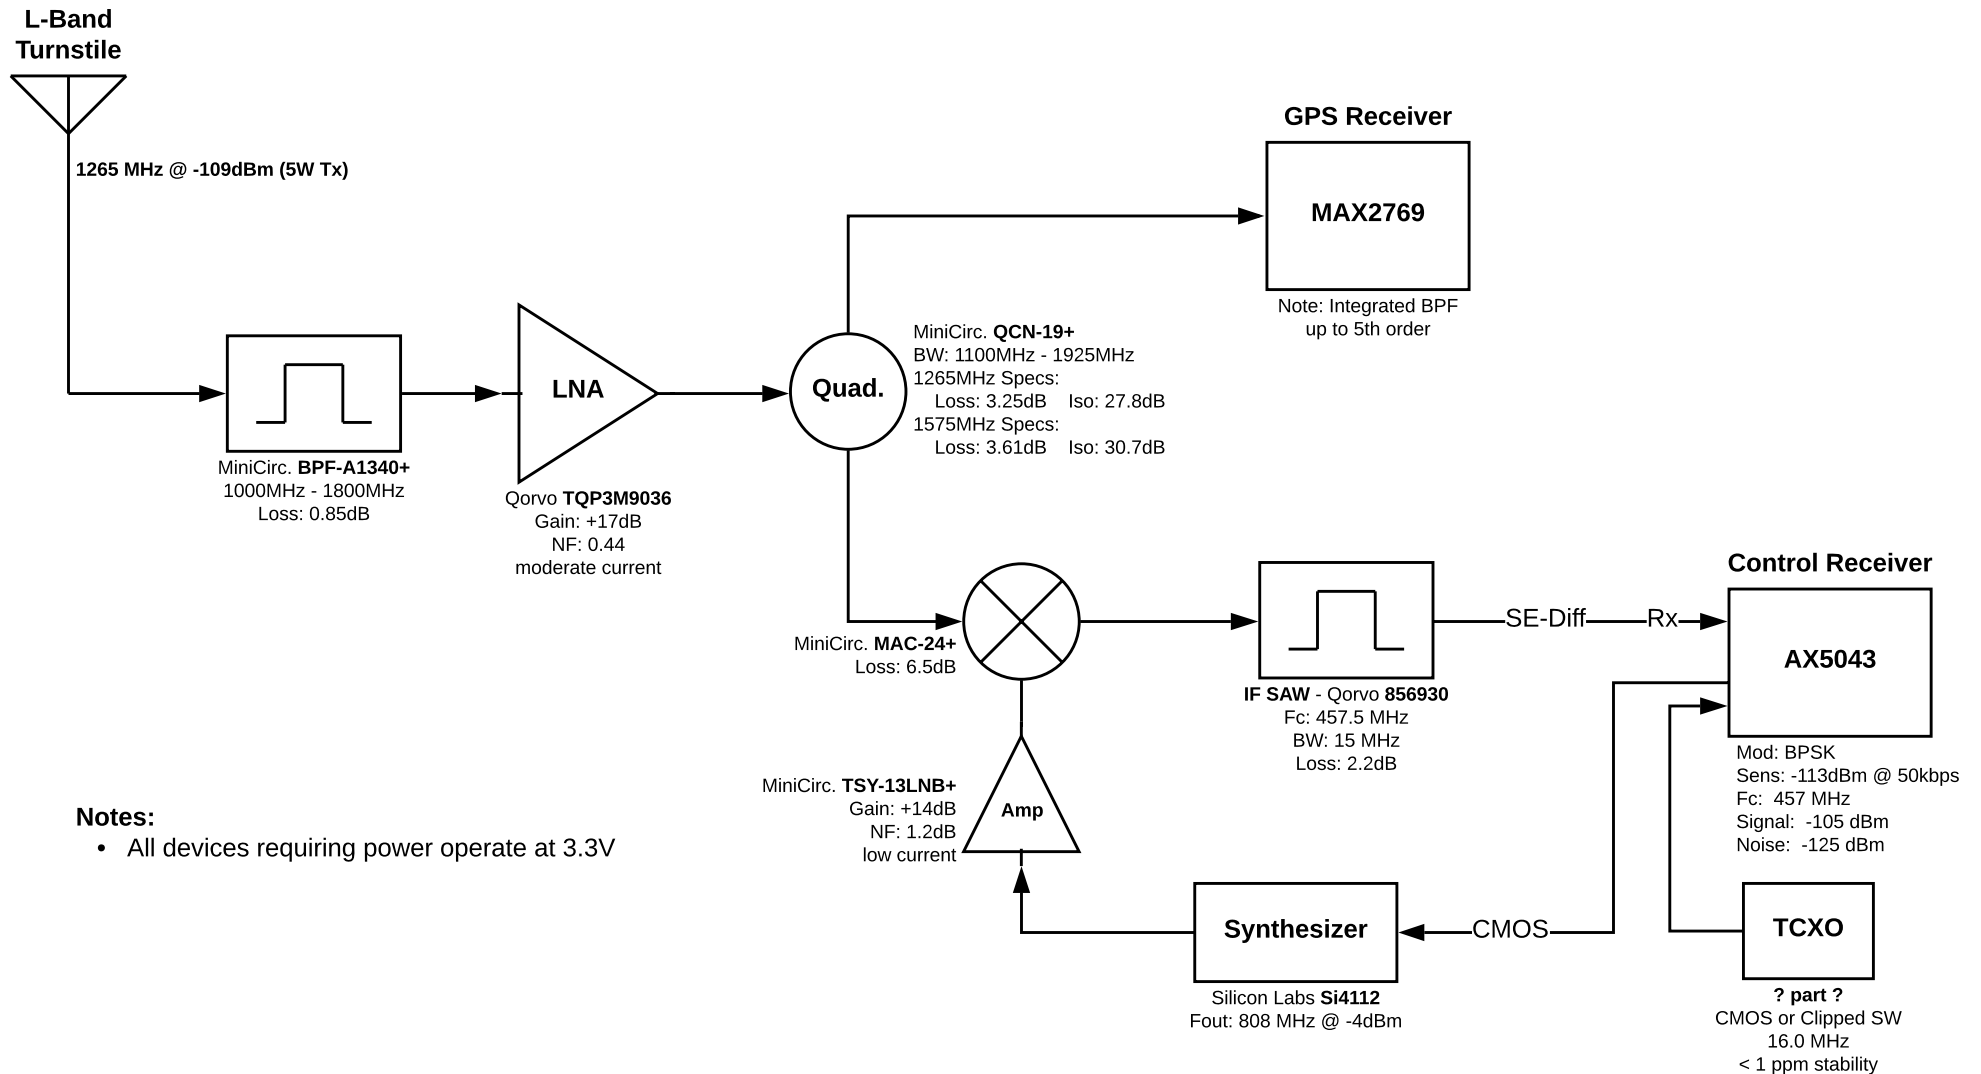 L-Band
Turnstile
1265 MHz @ -109dBm (5W Tx)
GPS Receiver
MAX2769
Note: Integrated BPF
up to 5th order
MiniCirc. BPF-A1340+
1000MHz - 1800MHz
Loss: 0.85dB
LNA
Qorvo TQP3M9036
Gain: +17dB
NF: 0.44
moderate current
Quad.
MiniCirc. QCN-19+
BW: 1100MHz - 1925MHz
1265MHz Specs:
Loss: 3.25dB Iso: 27.8dB
1575MHz Specs:
Loss: 3.61dB Iso: 30.7dB
MiniCirc. MAC-24+
Loss: 6.5dB
IF SAW - Qorvo 856930
Fc: 457.5 MHz
BW: 15 MHz
Loss: 2.2dB
SE-Diff Rx
Control Receiver
AX5043
Mod: BPSK
Sens: -113dBm @ 50kbps
Fc: 457 MHz
Signal: -105 dBm
Noise: -125 dBm
MiniCirc. TSY-13LNB+
Gain: +14dB
NF: 1.2dB
low current
Amp
Synthesizer
Silicon Labs Si4112
Fout: 808 MHz @ -4dBm
CMOS
TCXO
? part ?
CMOS or Clipped SW
16.0 MHz
< 1 ppm stability
Notes:
• All devices requiring power operate at 3.3V